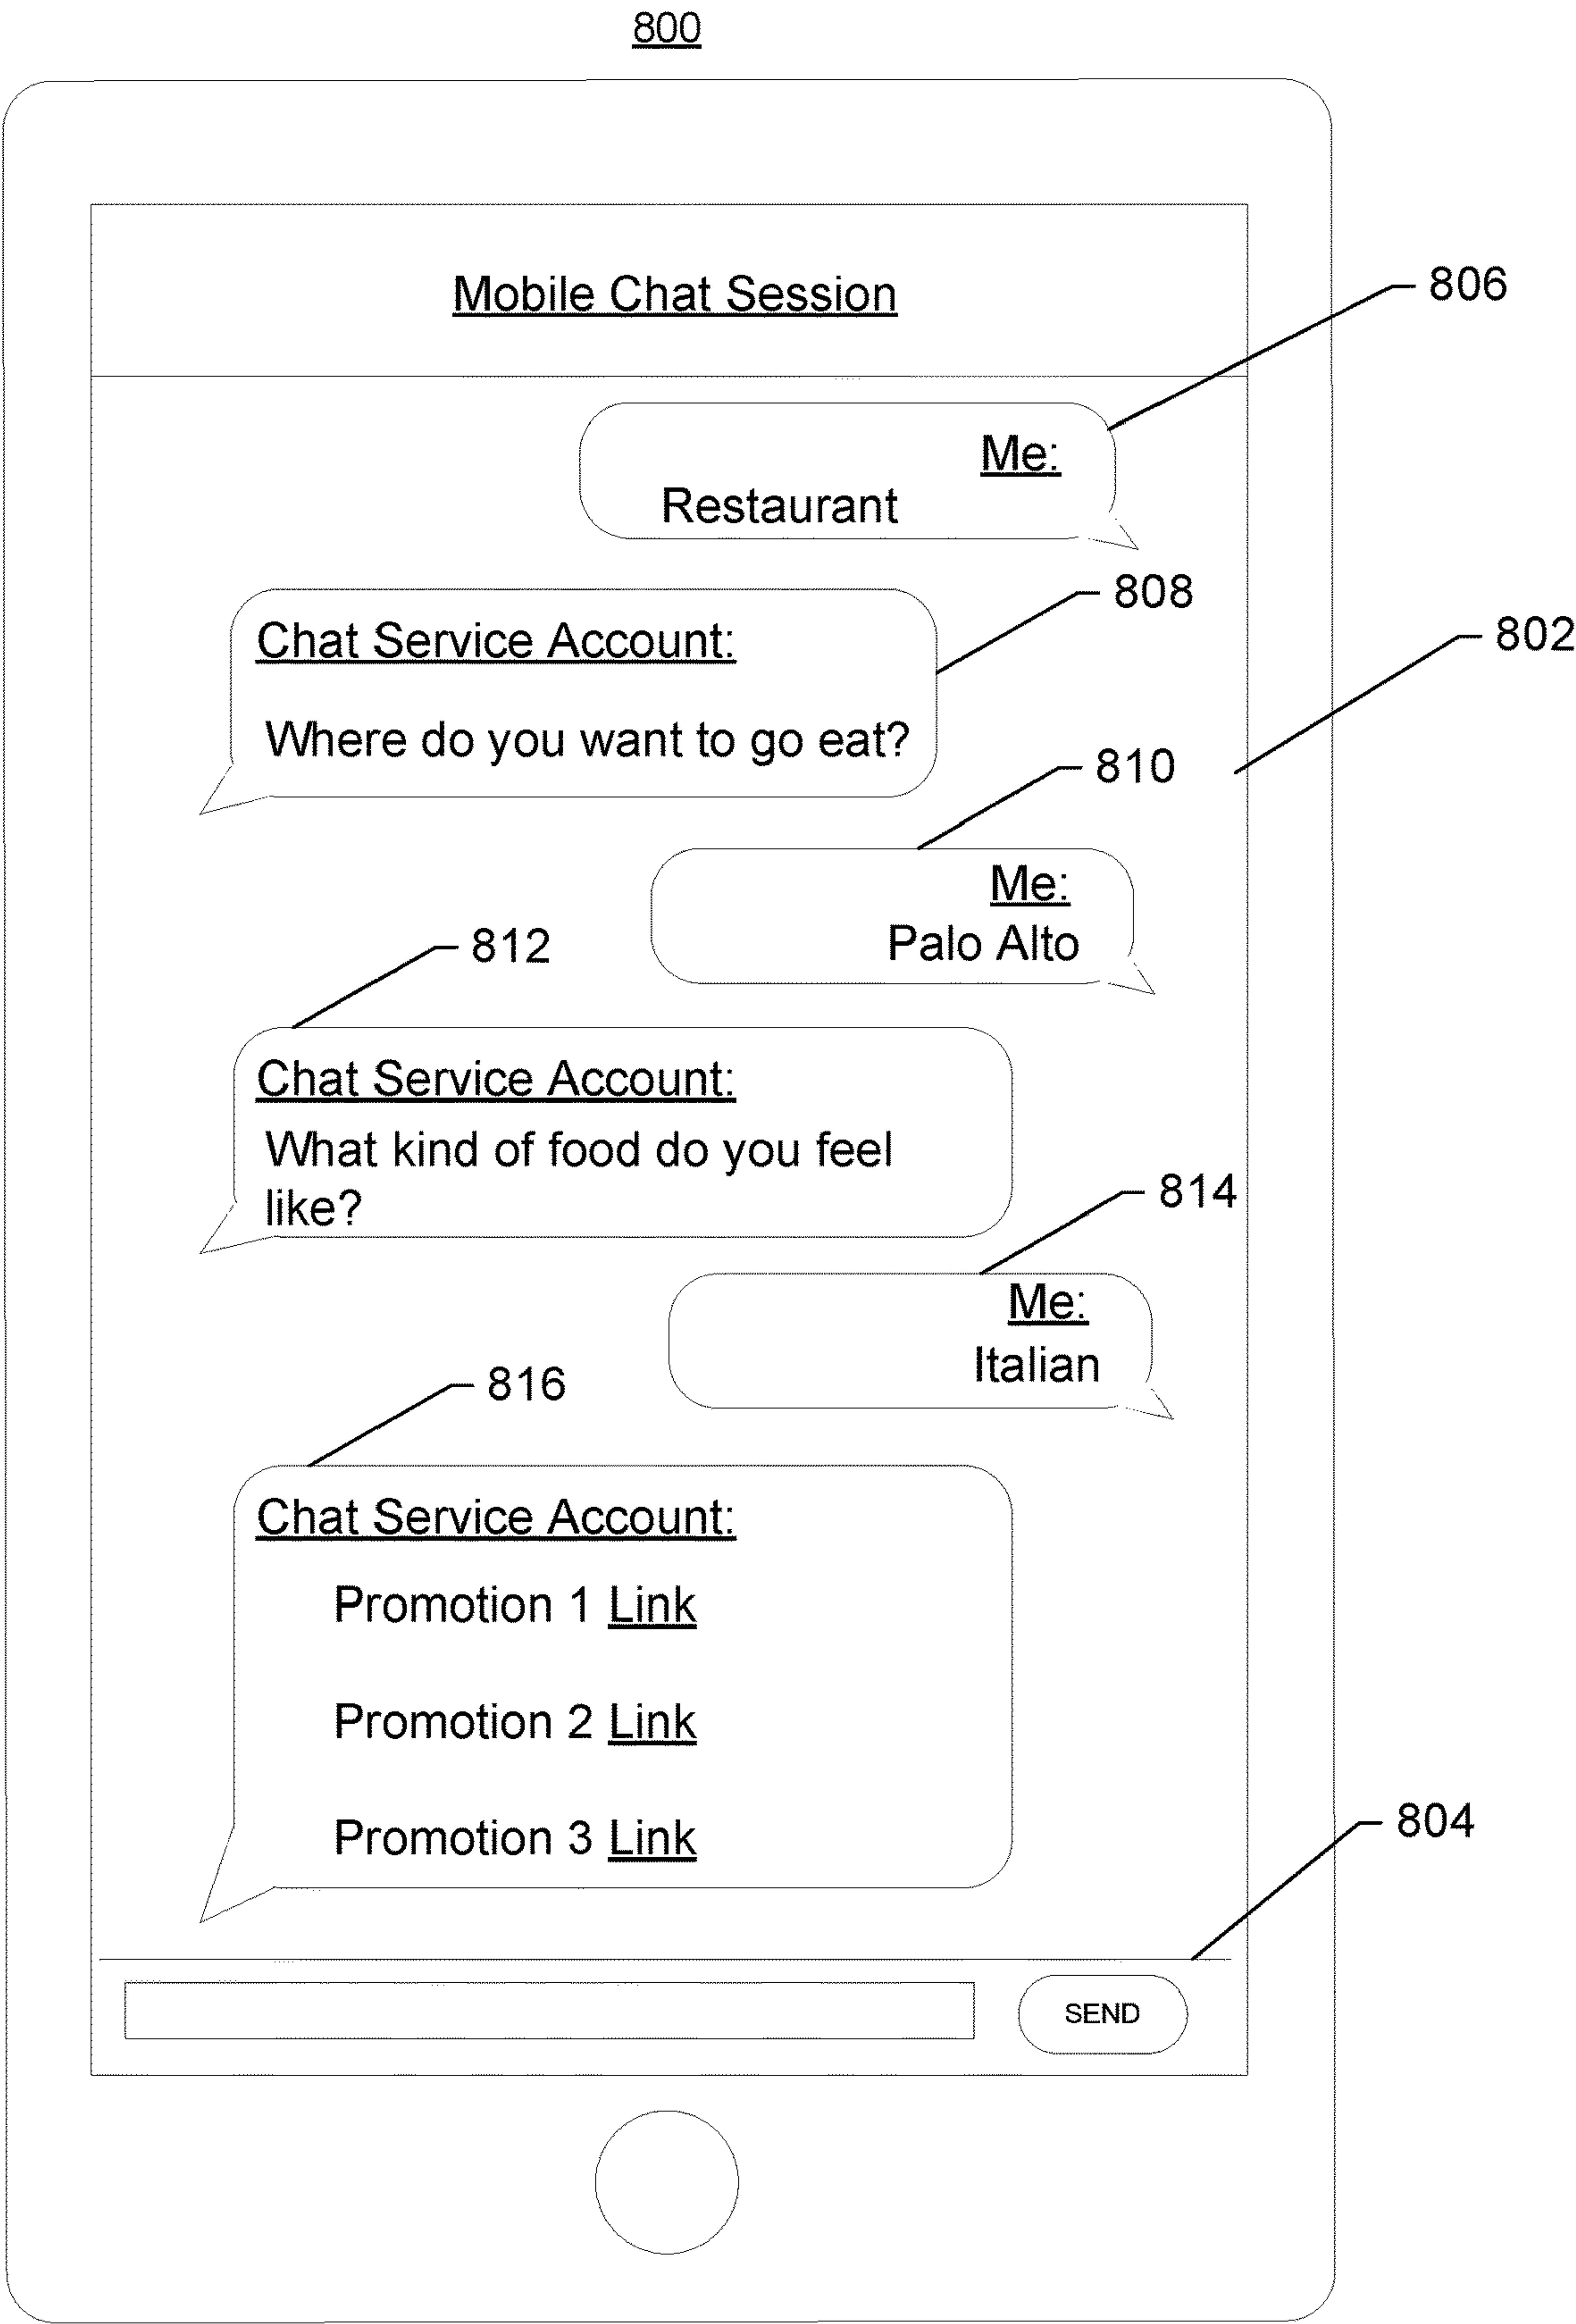 800
Mobile Chat Session
806
Me:
Restaurant
808
Chat Service Account:
802
Where do you want to go eat?
810
Me:
Palo Alto
812
Chat Service Account:
What kind of food do you feel
like?
814
Me:
Italian
816
Chat Service Account:
Promotion 1 Link
Promotion 2 Link
Promotion 3 Link
804
SEND